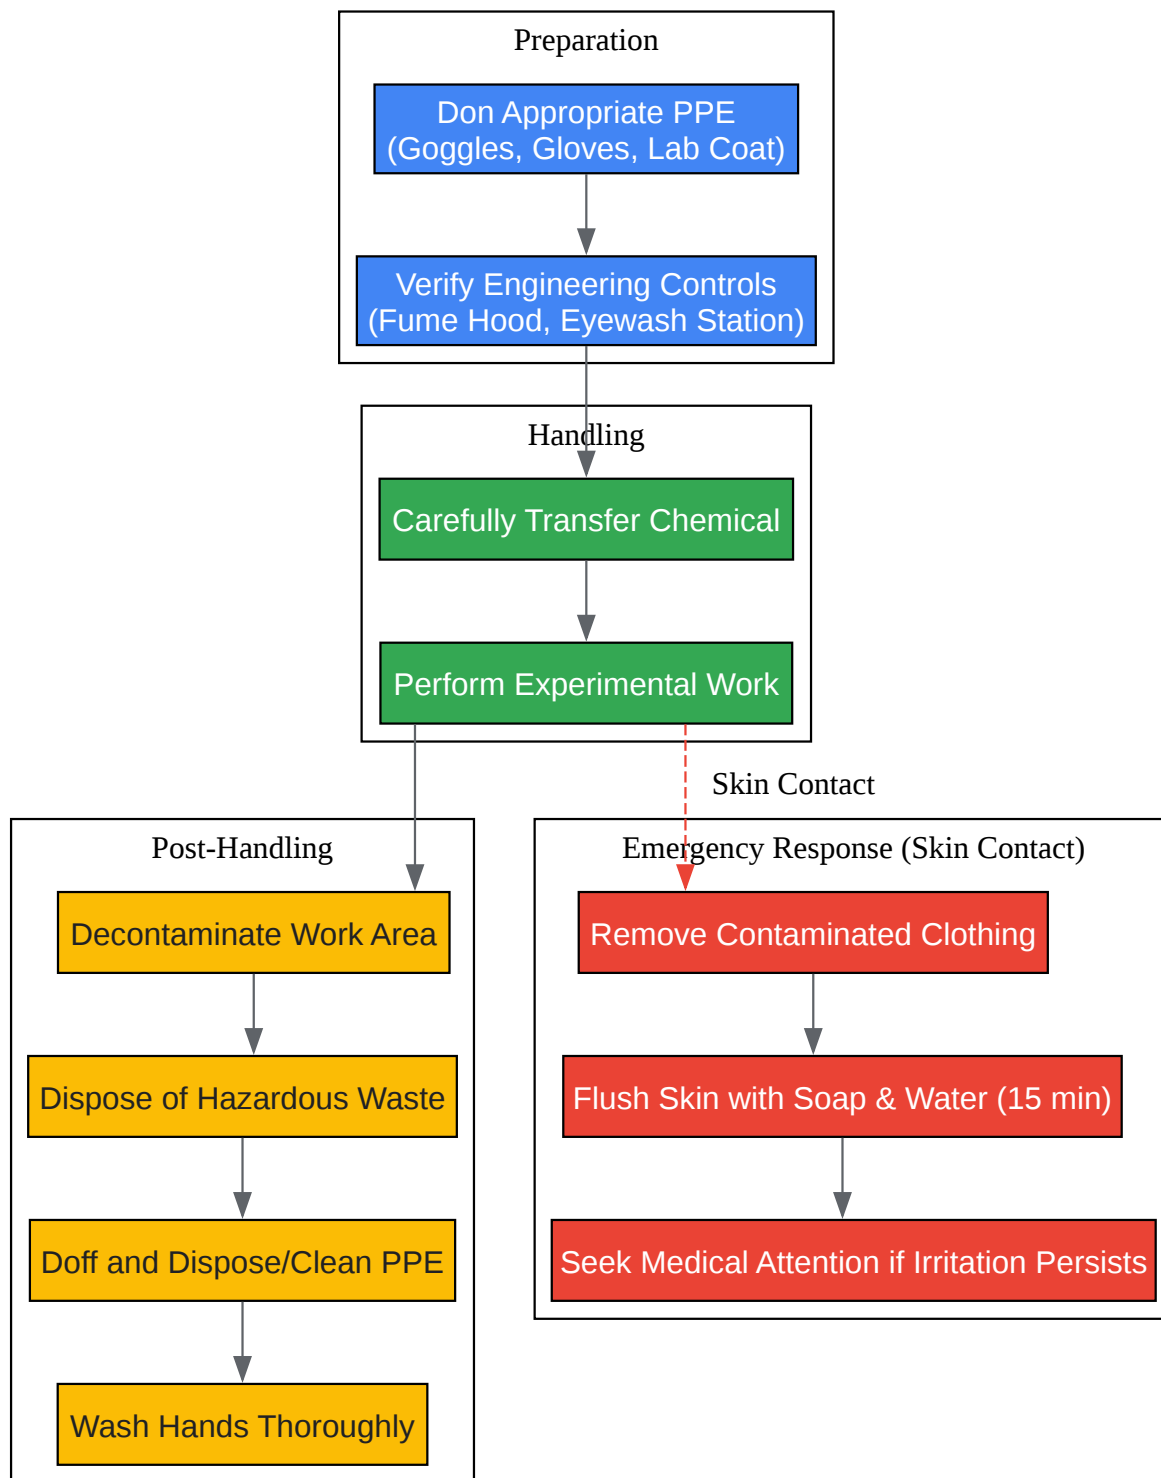 Preparation
Don Appropriate PPE
(Goggles, Gloves, Lab Coat)
Verify Engineering Controls
(Fume Hood, Eyewash Station)
Handling
Carefully Transfer Chemical
Perform Experimental Work
Skin Contact
Post-Handling
Decontaminate Work Area
Dispose of Hazardous Waste
Doff and Dispose/Clean PPE
Wash Hands Thoroughly
Emergency Response (Skin Contact)
Remove Contaminated Clothing
Flush Skin with Soap & Water (15 min)
Seek Medical Attention if Irritation Persists